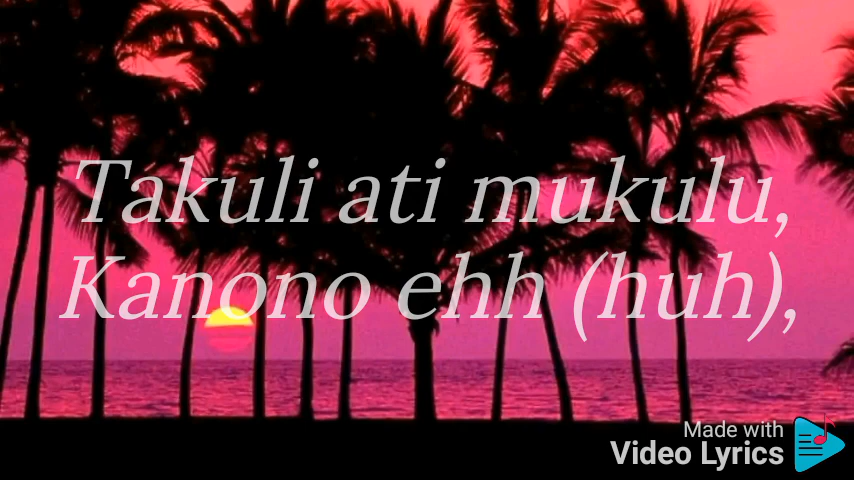 Takuli ati mukulu,
Kanono ehh (huh),
Made with
Video Lyrics